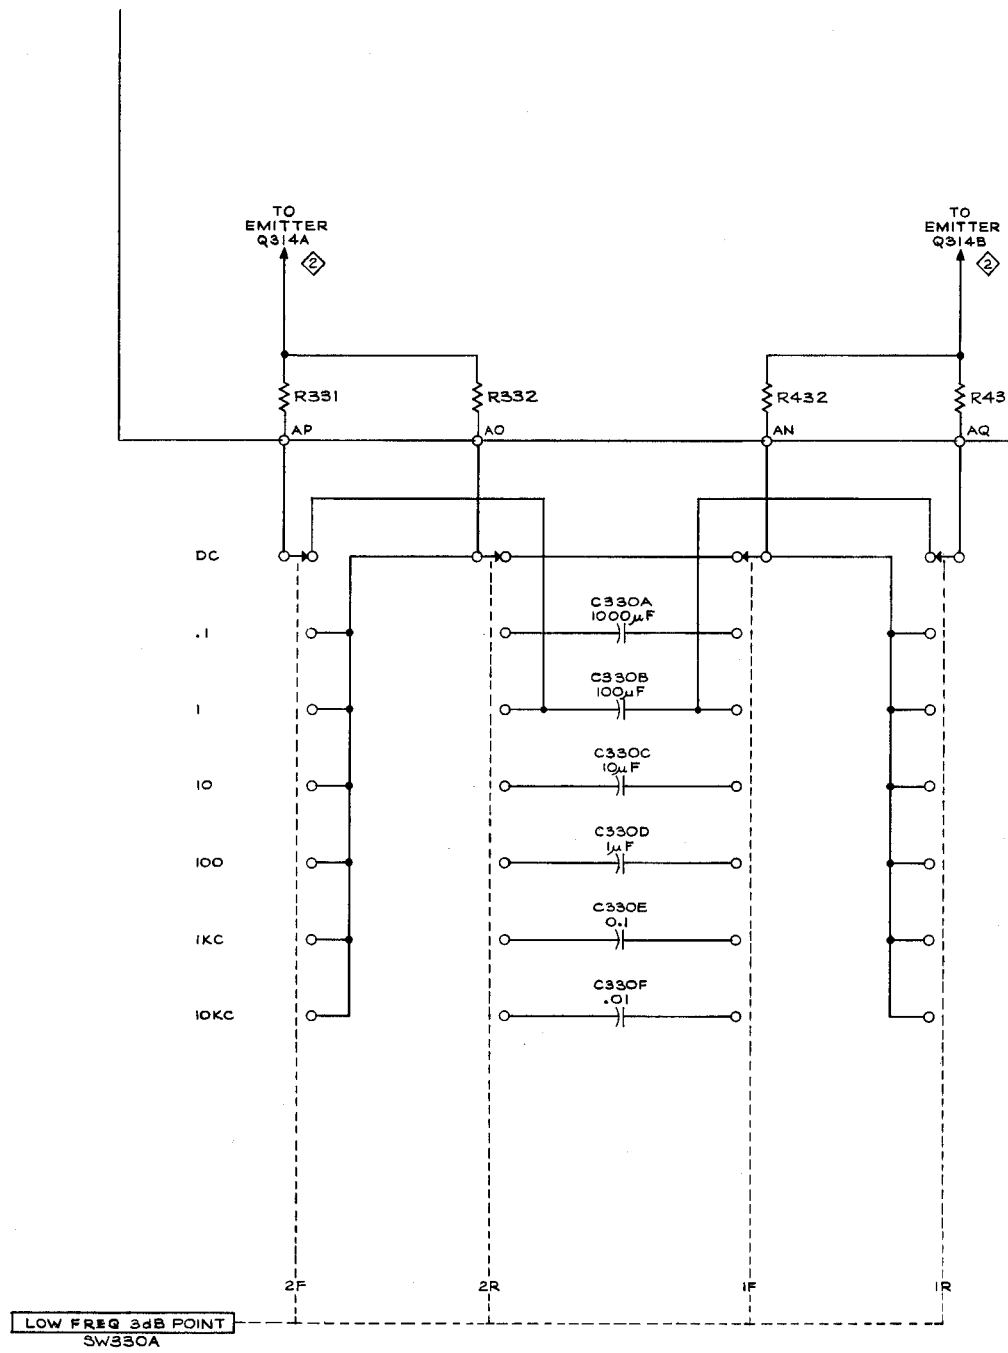 TO
EMITTER
Q314A
2
TO
EMITTER
Q314B
2
R331
R332
R432
R43
AP
AO
AN
AQ
DC
C330A
1000µF
.1
C330B
100µF
1
C330C
10µF
10
C330D
1µF
100
C330E
0.1
1KC
C330F
.01
10KC
2F
2R
1F
1R
LOW FREQ 3dB POINT
SW330A